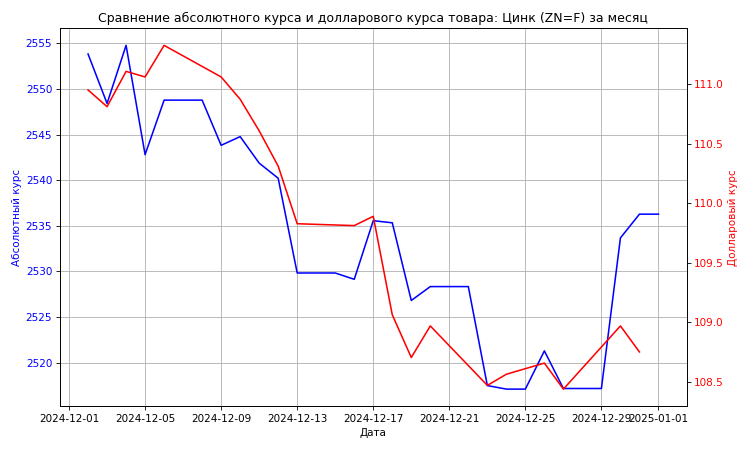 Сравнение абсолютного курса и долларового курса товара: Цинк (ZN=F) за месяц
2555
2550
2545
2540
2535
2530
2525
2520
Абсолютный курс
111.0
110.5
110.0
109.5
109.0
108.5
Долларовый курс
2024-12-01 2024-12-05 2024-12-09 2024-12-13 2024-12-17 2024-12-21 2024-12-25 2024-12-29 2025-01-01
Дата